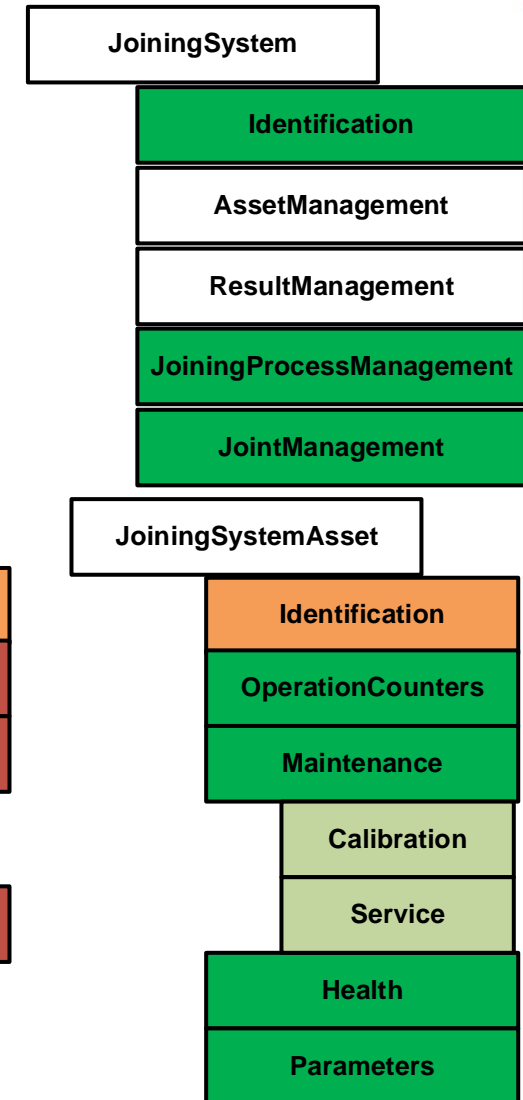 JoiningSystem
Identification
AssetManagement
ResultManagement
JoiningProcessManagement
JointManagement
JoiningSystemAsset
Identification
OperationCounters
Maintenance
Calibration
Service
Health
Parameters